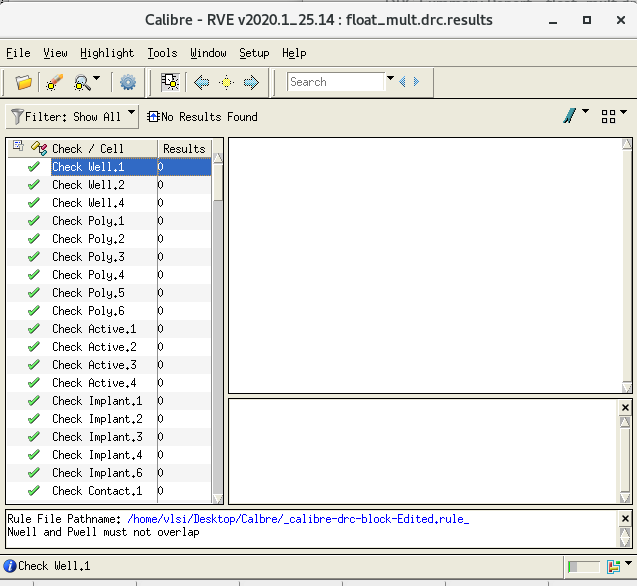 Calibre - RVE v2020.1_25.14 : float_mult.drc.results
File View Highlight Tools Window Setup Help
Search
Filter: Show All No Results Found
Check / Cell Results
Check Well.1 0
Check Well.2 0
Check Well.4 0
Check Poly.1 0
Check Poly.2 0
Check Poly.3 0
Check Poly.4 0
Check Poly.5 0
Check Poly.6 0
Check Active.1 0
Check Active.2 0
Check Active.3 0
Check Active.4 0
Check Implant.1 0
Check Implant.2 0
Check Implant.3 0
Check Implant.4 0
Check Implant.6 0
Check Contact.1 0
Rule File Pathname: /home/vlsi/Desktop/Calbre/_calibre-drc-block-Edited.rule_
Nwell and Pwell must not overlap
Check Well.1